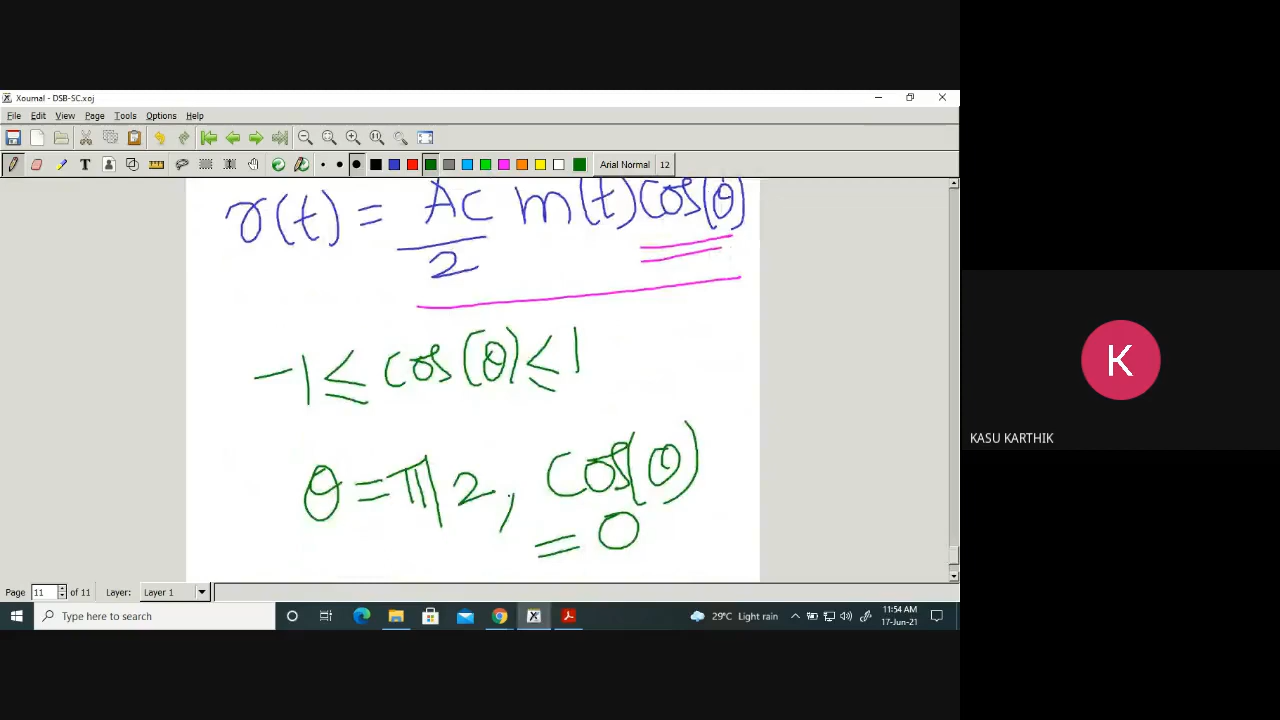 Xournal - DSB-SC.xoj
File Edit View Page Tools Options Help
Arial Normal 12
r(t) = Ac/2 m(t) cos(θ)
-1 ≤ cos(θ) ≤ 1
θ = π/2, cos(θ)
= 0
K
KASU KARTHIK
Page 11 of 11 Layer: Layer 1
Type here to search
29°C Light rain
11:54 AM
17-Jun-21